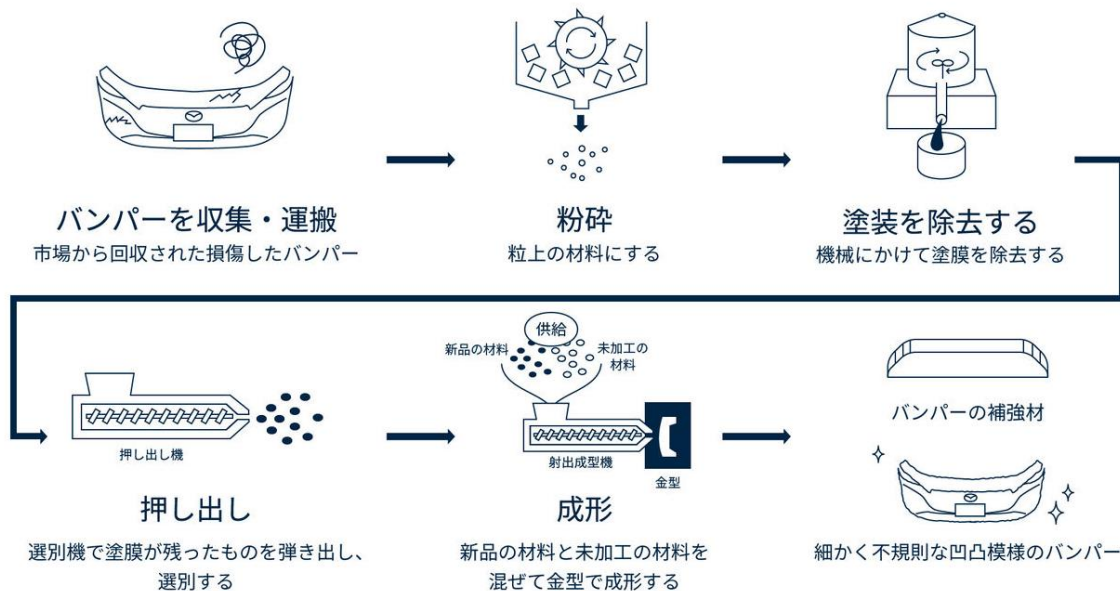 バンパーを収集・運搬
市場から回収された損傷したバンパー
粉砕
粒上の材料にする
塗装を除去する
機械にかけて塗膜を除去する
押し出し機
押し出し
選別機で塗膜が残ったものを弾き出し、
選別する
供給
新品の材料
未加工の
材料
射出成型機
金型
成形
新品の材料と未加工の材料を
混ぜて金型で成形する
バンパーの補強材
細かく不規則な凹凸模様のバンパー